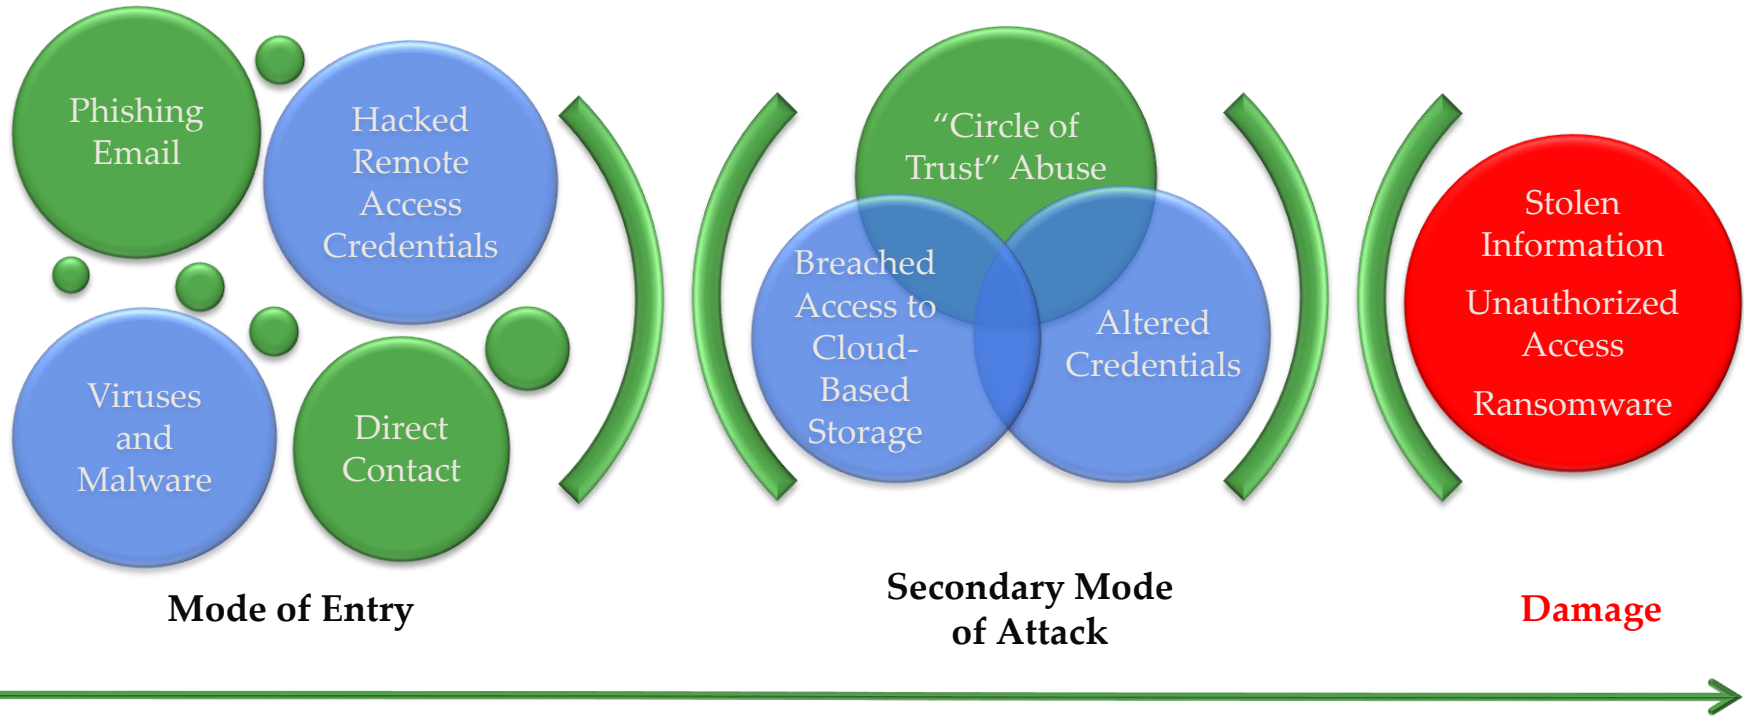 Phishing
Email
Hacked
Remote
Access
Credentials
Viruses
and
Malware
Direct
Contact
Mode of Entry
“Circle of
Trust” Abuse
Breached
Access to
Cloud-
Based
Storage
Altered
Credentials
Secondary Mode
of Attack
Stolen
Information
Unauthorized
Access
Ransomware
Damage